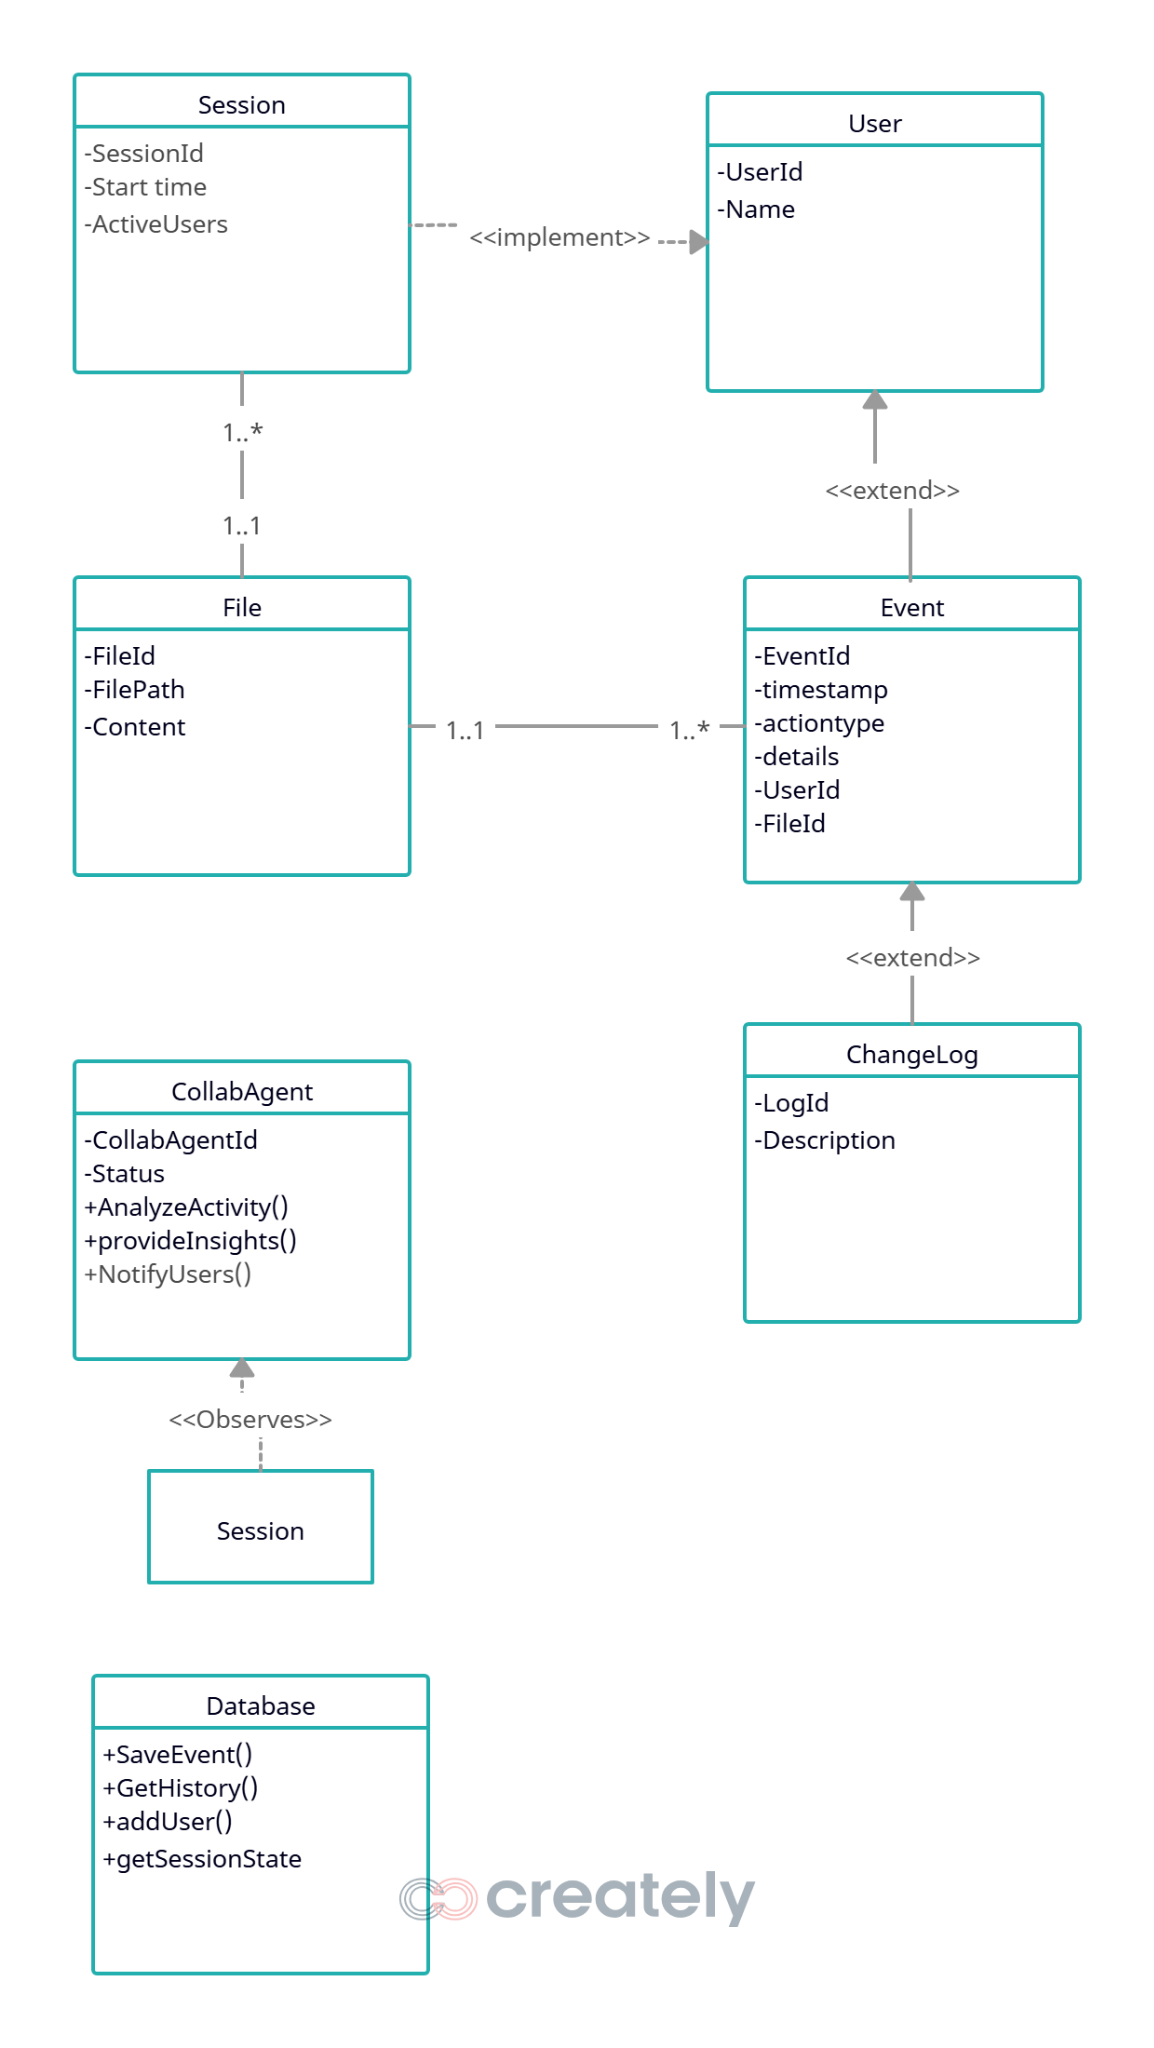 Session
-SessionId
-Start time
-ActiveUsers
<<implement>>
User
-UserId
-Name
1..*
1..1
<<extend>>
File
-FileId
-FilePath
-Content
1..1
1..*
Event
-EventId
-timestamp
-actiontype
-details
-UserId
-FileId
<<extend>>
ChangeLog
-LogId
-Description
CollabAgent
-CollabAgentId
-Status
+AnalyzeActivity()
+provideInsights()
+NotifyUsers()
<<Observes>>
Session
Database
+SaveEvent()
+GetHistory()
+addUser()
+getSessionState
creately